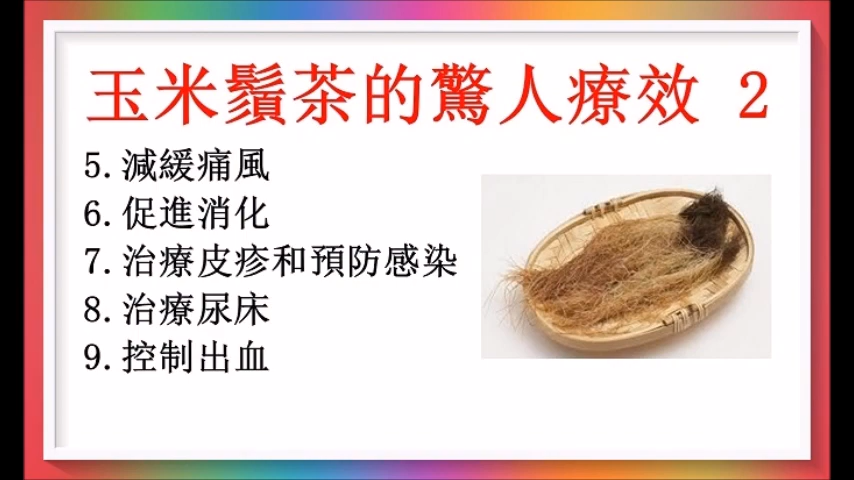 玉米鬚茶的驚人療效 2
5.減緩痛風
6.促進消化
7.治療皮疹和預防感染
8.治療尿床
9.控制出血